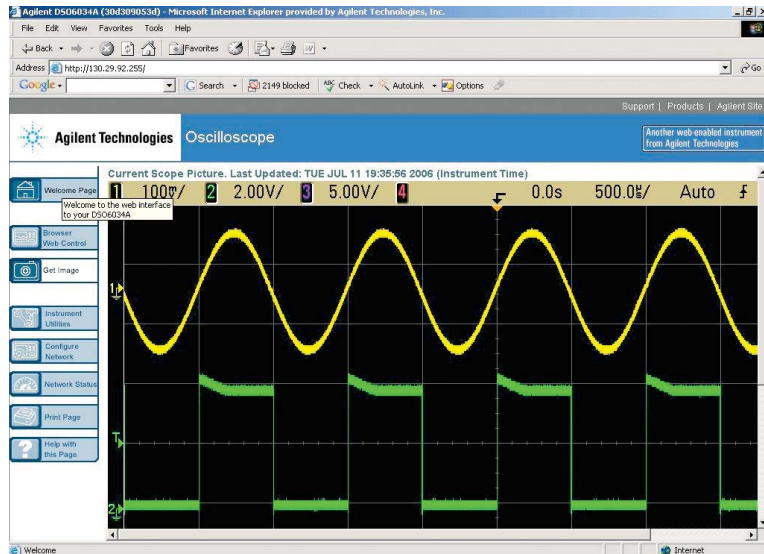 Agilent DSO6034A (30d309053d) - Microsoft Internet Explorer provided by Agilent Technologies, Inc.
File Edit View Favorites Tools Help
Back Favorites
Address http://130.29.92.255/ Go
Google Search 2149 blocked Check AutoLink Options
Support | Products | Agilent Site
Agilent Technologies Oscilloscope
Another web-enabled instrument
from Agilent Technologies
Current Scope Picture. Last Updated: TUE JUL 11 19:35:56 2006 (Instrument Time)
1 100mV/ 2 2.00V/ 3 5.00V/ 4 0.0s 500.0µs/ Auto
Welcome Page
Welcome to the web interface
to your DSO6034A
Browser
Web Control
Get Image
1
Instrument
Utilities
Configure
Network
Network Status
Print Page
T
Help with
this Page
2
Welcome Internet